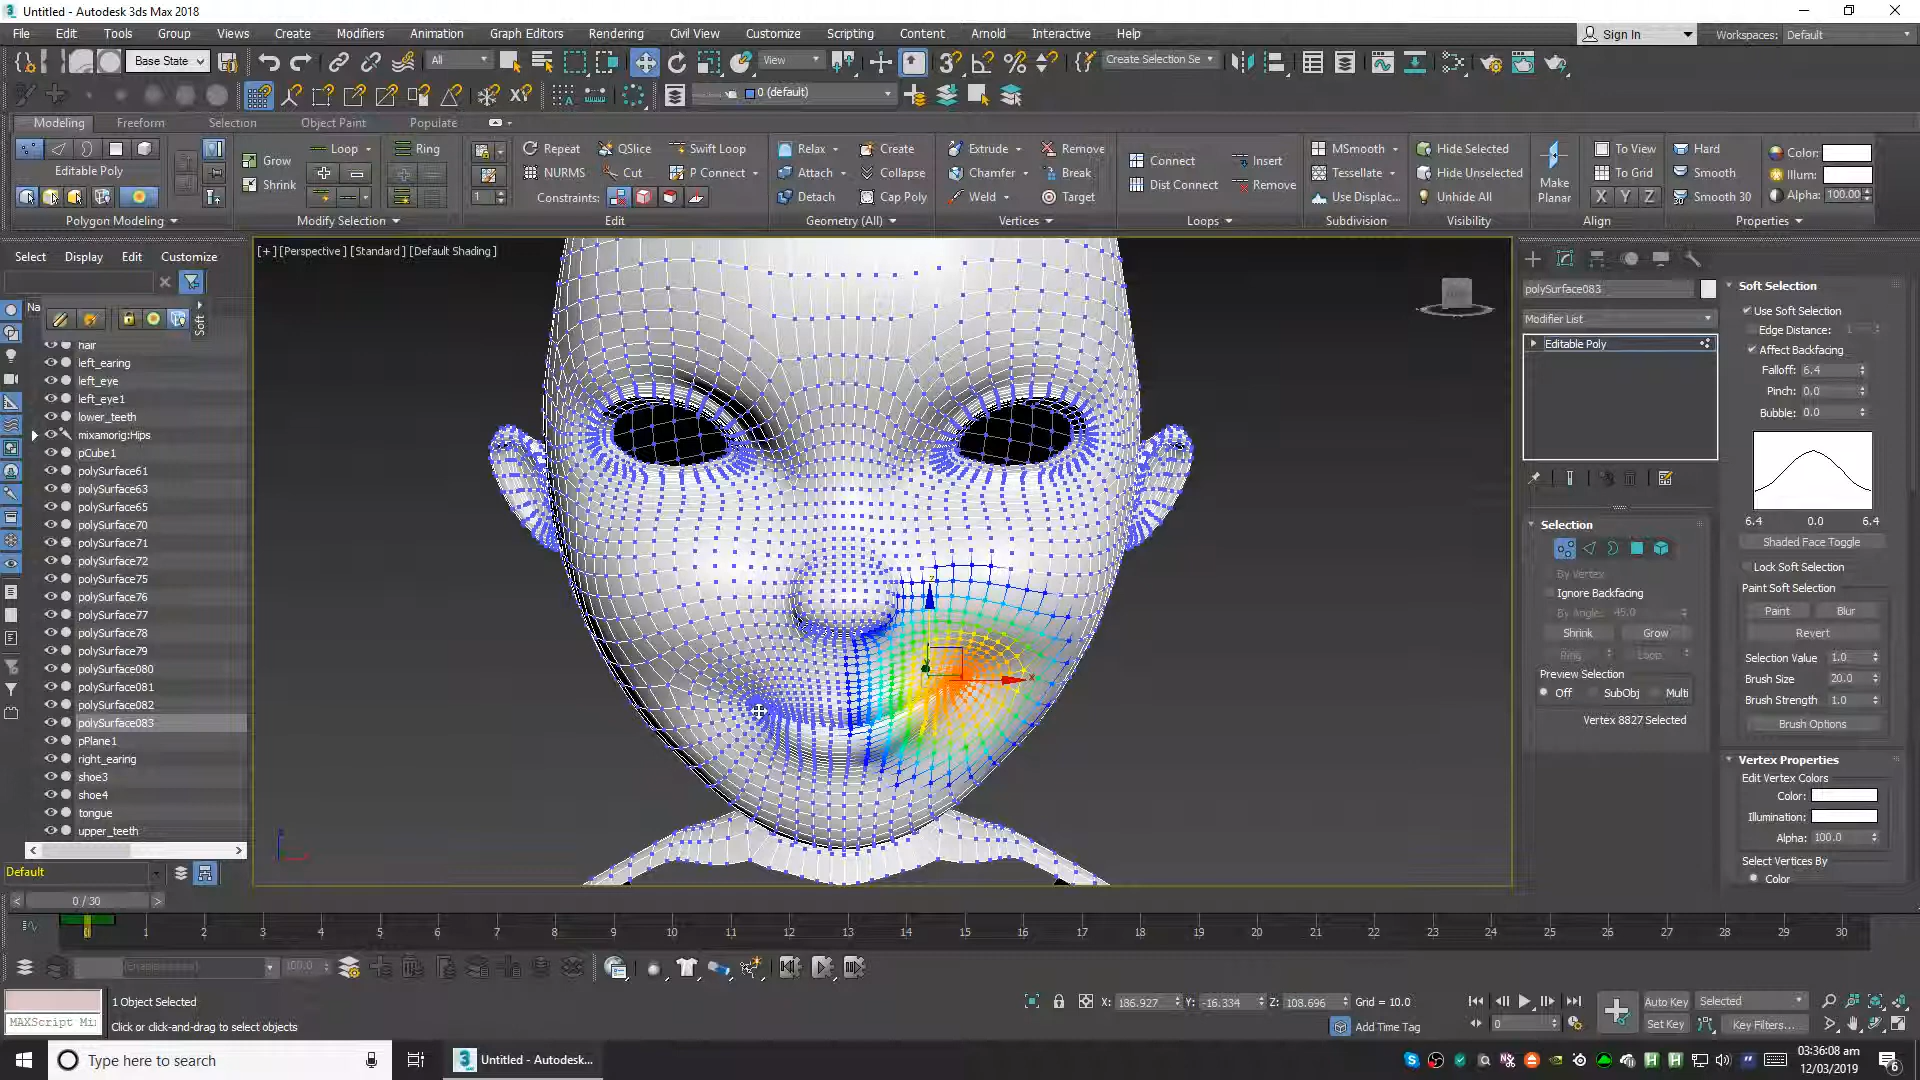 Untitled - Autodesk 3ds Max 2018
File Edit Tools Group Views Create Modifiers Animation Graph Editors Rendering Civil View Customize Scripting Content Arnold Interactive Help
Sign In Workspaces: Default
Base State All View Create Selection Se
0 (default)
Modeling Freeform Selection Object Paint Populate
Loop Ring Repeat QSlice Swift Loop Relax Create Extrude Remove MSmooth Hide Selected To View Hard Color:
Editable Poly Grow NURMS Cut P Connect Attach Collapse Chamfer Break Connect Insert Tessellate Hide Unselected To Grid Smooth Illum:
Shrink 1 Constraints: Detach Cap Poly Weld Target Dist Connect Remove Use Displac... Unhide All Make Planar X Y Z Smooth 30 Alpha: 100.00
Polygon Modeling Modify Selection Edit Geometry (All) Vertices Loops Subdivision Visibility Align Properties
Select Display Edit Customize
[+] [Perspective] [Standard] [Default Shading]
Na
Soft
hair
left_earing
left_eye
left_eye1
lower_teeth
mixamorig:Hips
pCube1
polySurface61
polySurface63
polySurface65
polySurface70
polySurface71
polySurface72
polySurface75
polySurface76
polySurface77
polySurface78
polySurface79
polySurface080
polySurface081
polySurface082
polySurface083
pPlane1
right_earing
shoe3
shoe4
tongue
upper_teeth
Default
z
x
polySurface083
Modifier List
Editable Poly
Selection
By Vertex
Ignore Backfacing
By Angle: 45.0
Shrink Grow
Ring Loop
Preview Selection
Off SubObj Multi
Vertex 8827 Selected
Soft Selection
Use Soft Selection
Edge Distance: 1
Affect Backfacing
Falloff: 6.4
Pinch: 0.0
Bubble: 0.0
6.4 0.0 6.4
Shaded Face Toggle
Lock Soft Selection
Paint Soft Selection
Paint Blur
Revert
Selection Value 1.0
Brush Size 20.0
Brush Strength 1.0
Brush Options
Vertex Properties
Edit Vertex Colors
Color:
Illumination:
Alpha: 100.0
Select Vertices By
Color
0 / 30
0 1 2 3 4 5 6 7 8 9 10 11 12 13 14 15 16 17 18 19 20 21 22 23 24 25 26 27 28 29 30
100.0
1 Object Selected
MAXScript Mi
Click or click-and-drag to select objects
X: 186.927 Y: -16.334 Z: 108.696 Grid = 10.0
Add Time Tag
Auto Key Selected
0 Set Key Key Filters...
Type here to search
Untitled - Autodesk...
03:36:08 am
12/03/2019
6